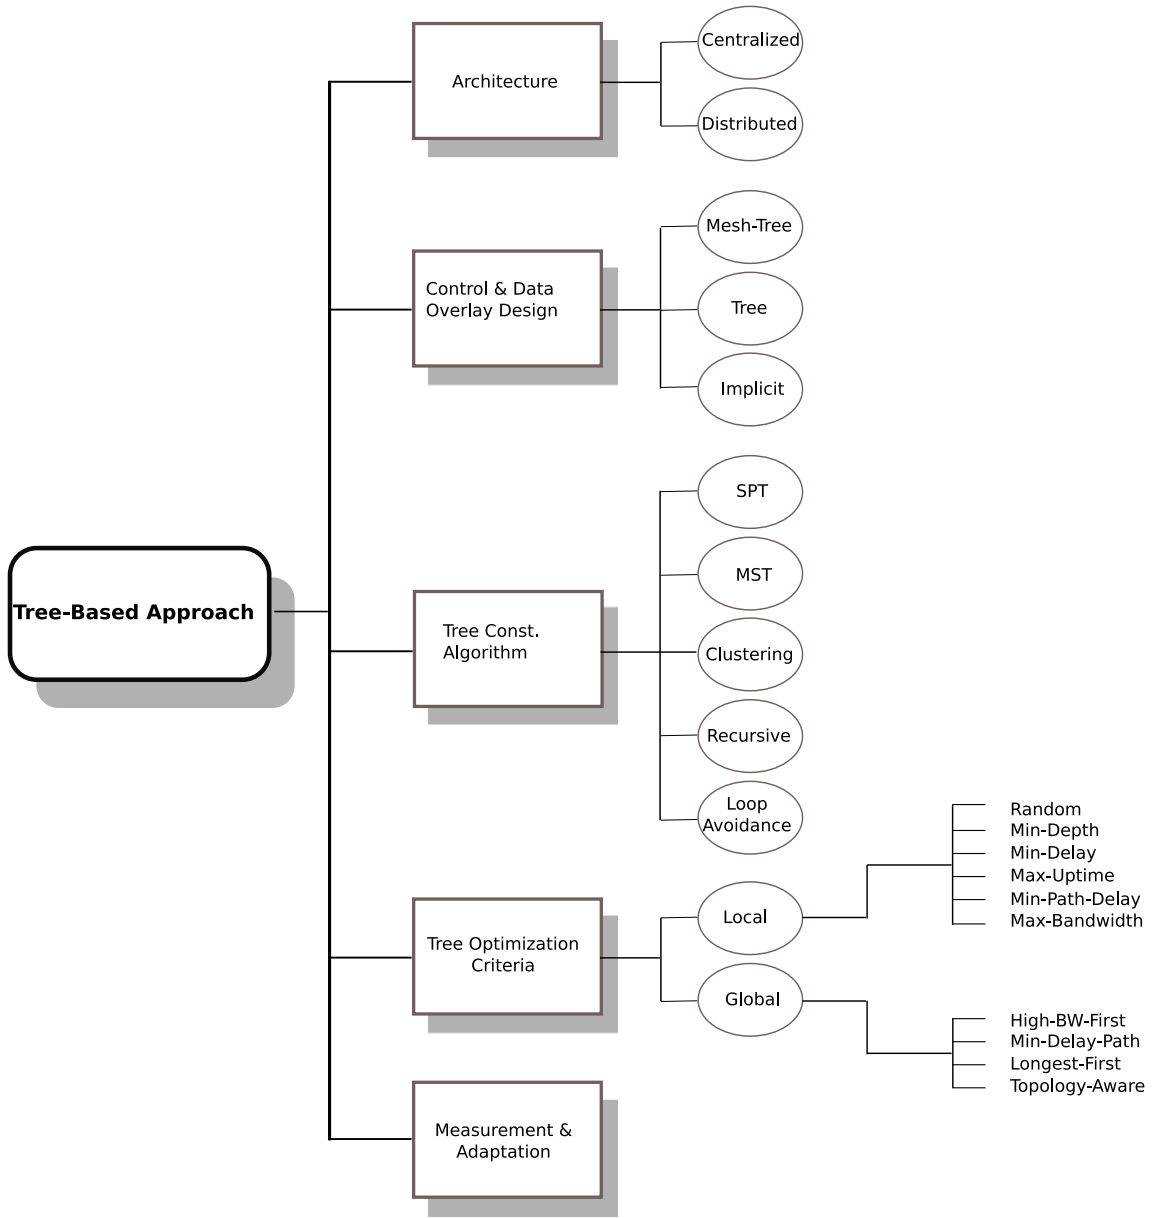 Centralized
Architecture
Distributed
Mesh-Tree
Control & Data
Overlay Design
Tree
Implicit
SPT
MST
Tree-Based Approach
Tree Const.
Algorithm
Clustering
Recursive
Loop
Avoidance
Random
Min-Depth
Min-Delay
Max-Uptime
Min-Path-Delay
Max-Bandwidth
Local
Tree Optimization
Criteria
Global
High-BW-First
Min-Delay-Path
Longest-First
Topology-Aware
Measurement &
Adaptation